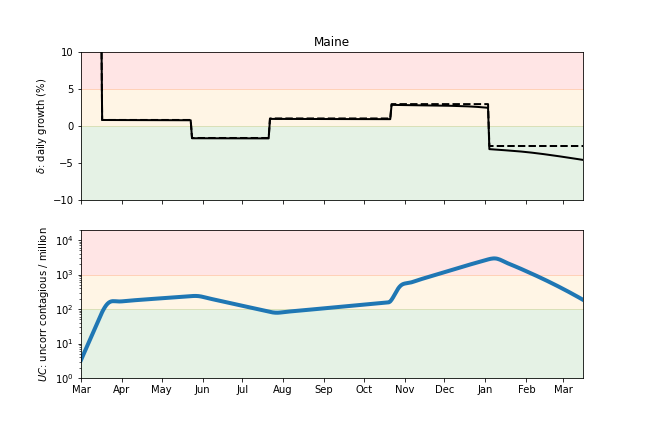 Maine
δ: daily growth (%)
10
5
0
−5
−10
UC: uncorr contagious / million
10⁴
10³
10²
10¹
10⁰
Mar Apr May Jun Jul Aug Sep Oct Nov Dec Jan Feb Mar